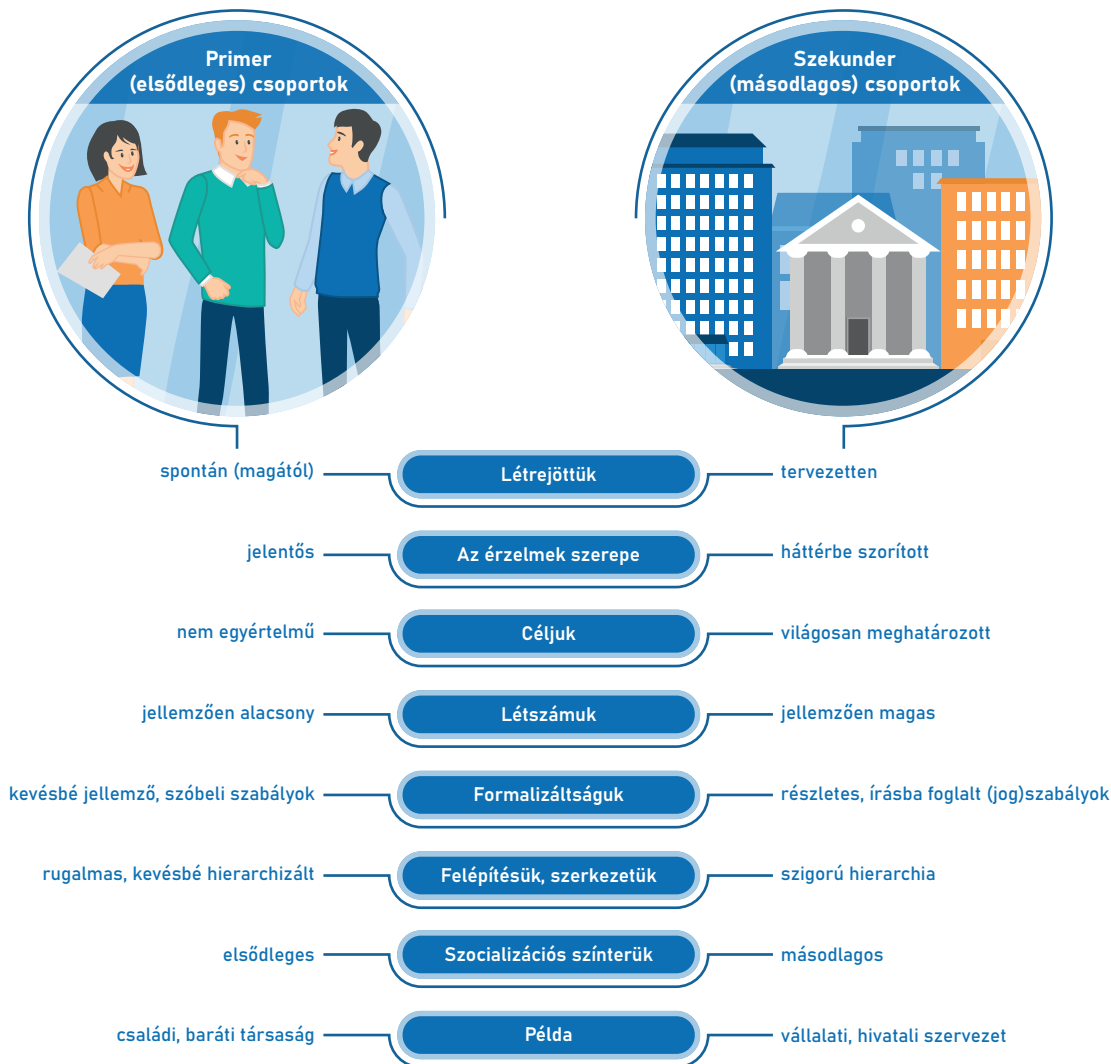 Primer
(elsődleges) csoportok
Szekunder
(másodlagos) csoportok
spontán (magától)
Létrejöttük
tervezetten
jelentős
Az érzelmek szerepe
háttérbe szorított
nem egyértelmű
Céljuk
világosan meghatározott
jellemzően alacsony
Létszámuk
jellemzően magas
kevésbé jellemző, szóbeli szabályok
Formalizáltságuk
részletes, írásba foglalt (jog)szabályok
rugalmas, kevésbé hierarchizált
Felépítésük, szerkezetük
szigorú hierarchia
elsődleges
Szocializációs színterük
másodlagos
családi, baráti társaság
Példa
vállalati, hivatali szervezet